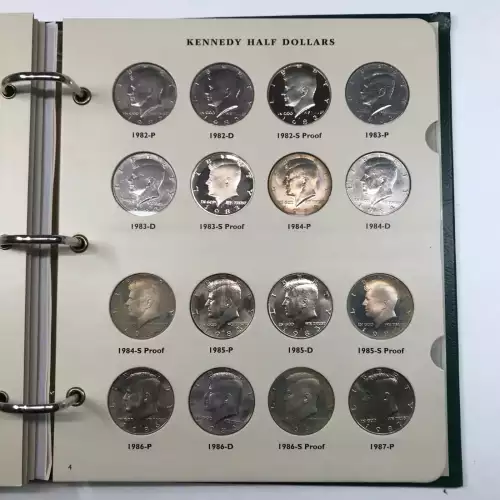 KENNEDY HALF DOLLARS
1982-P 1982-D 1982-S Proof 1983-P
1983-D 1983-S Proof 1984-P 1984-D
1984-S Proof 1985-P 1985-D 1985-S Proof
1986-P 1986-D 1986-S Proof 1987-P
4